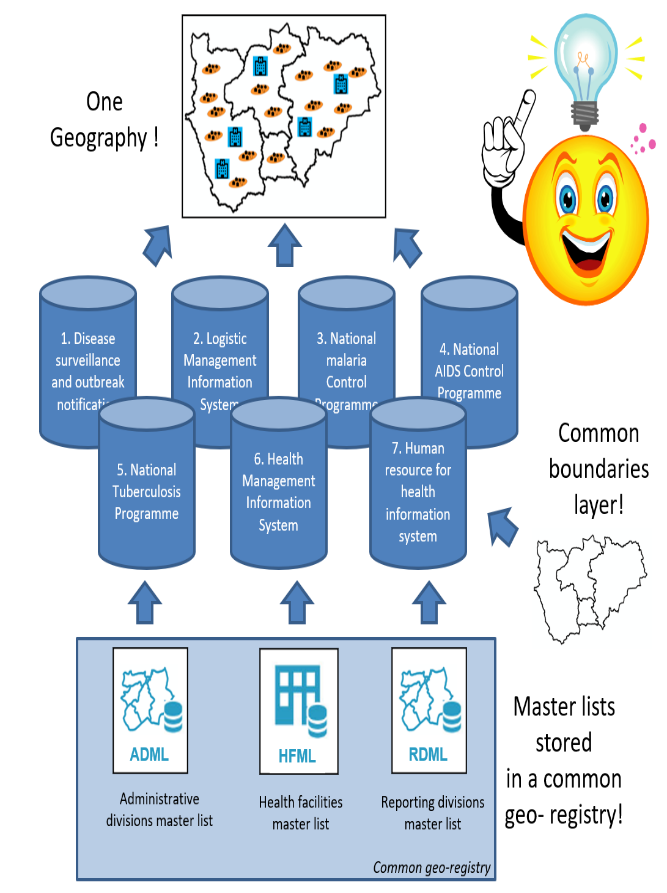 One
Geography !
1. Disease
surveillance
and outbreak
notificati
2. Logistic
Management
Information
System
3. National
malaria
Control
Programme
4. National
AIDS Control
Programme
5. National
Tuberculosis
Programme
6. Health
Management
Information
System
7. Human
resource for
health
information
system
Common
boundaries
layer!
ADML
Administrative
divisions master list
HFML
Health facilities
master list
RDML
Reporting divisions
master list
Common geo-registry
Master lists
stored
in a common
geo- registry!